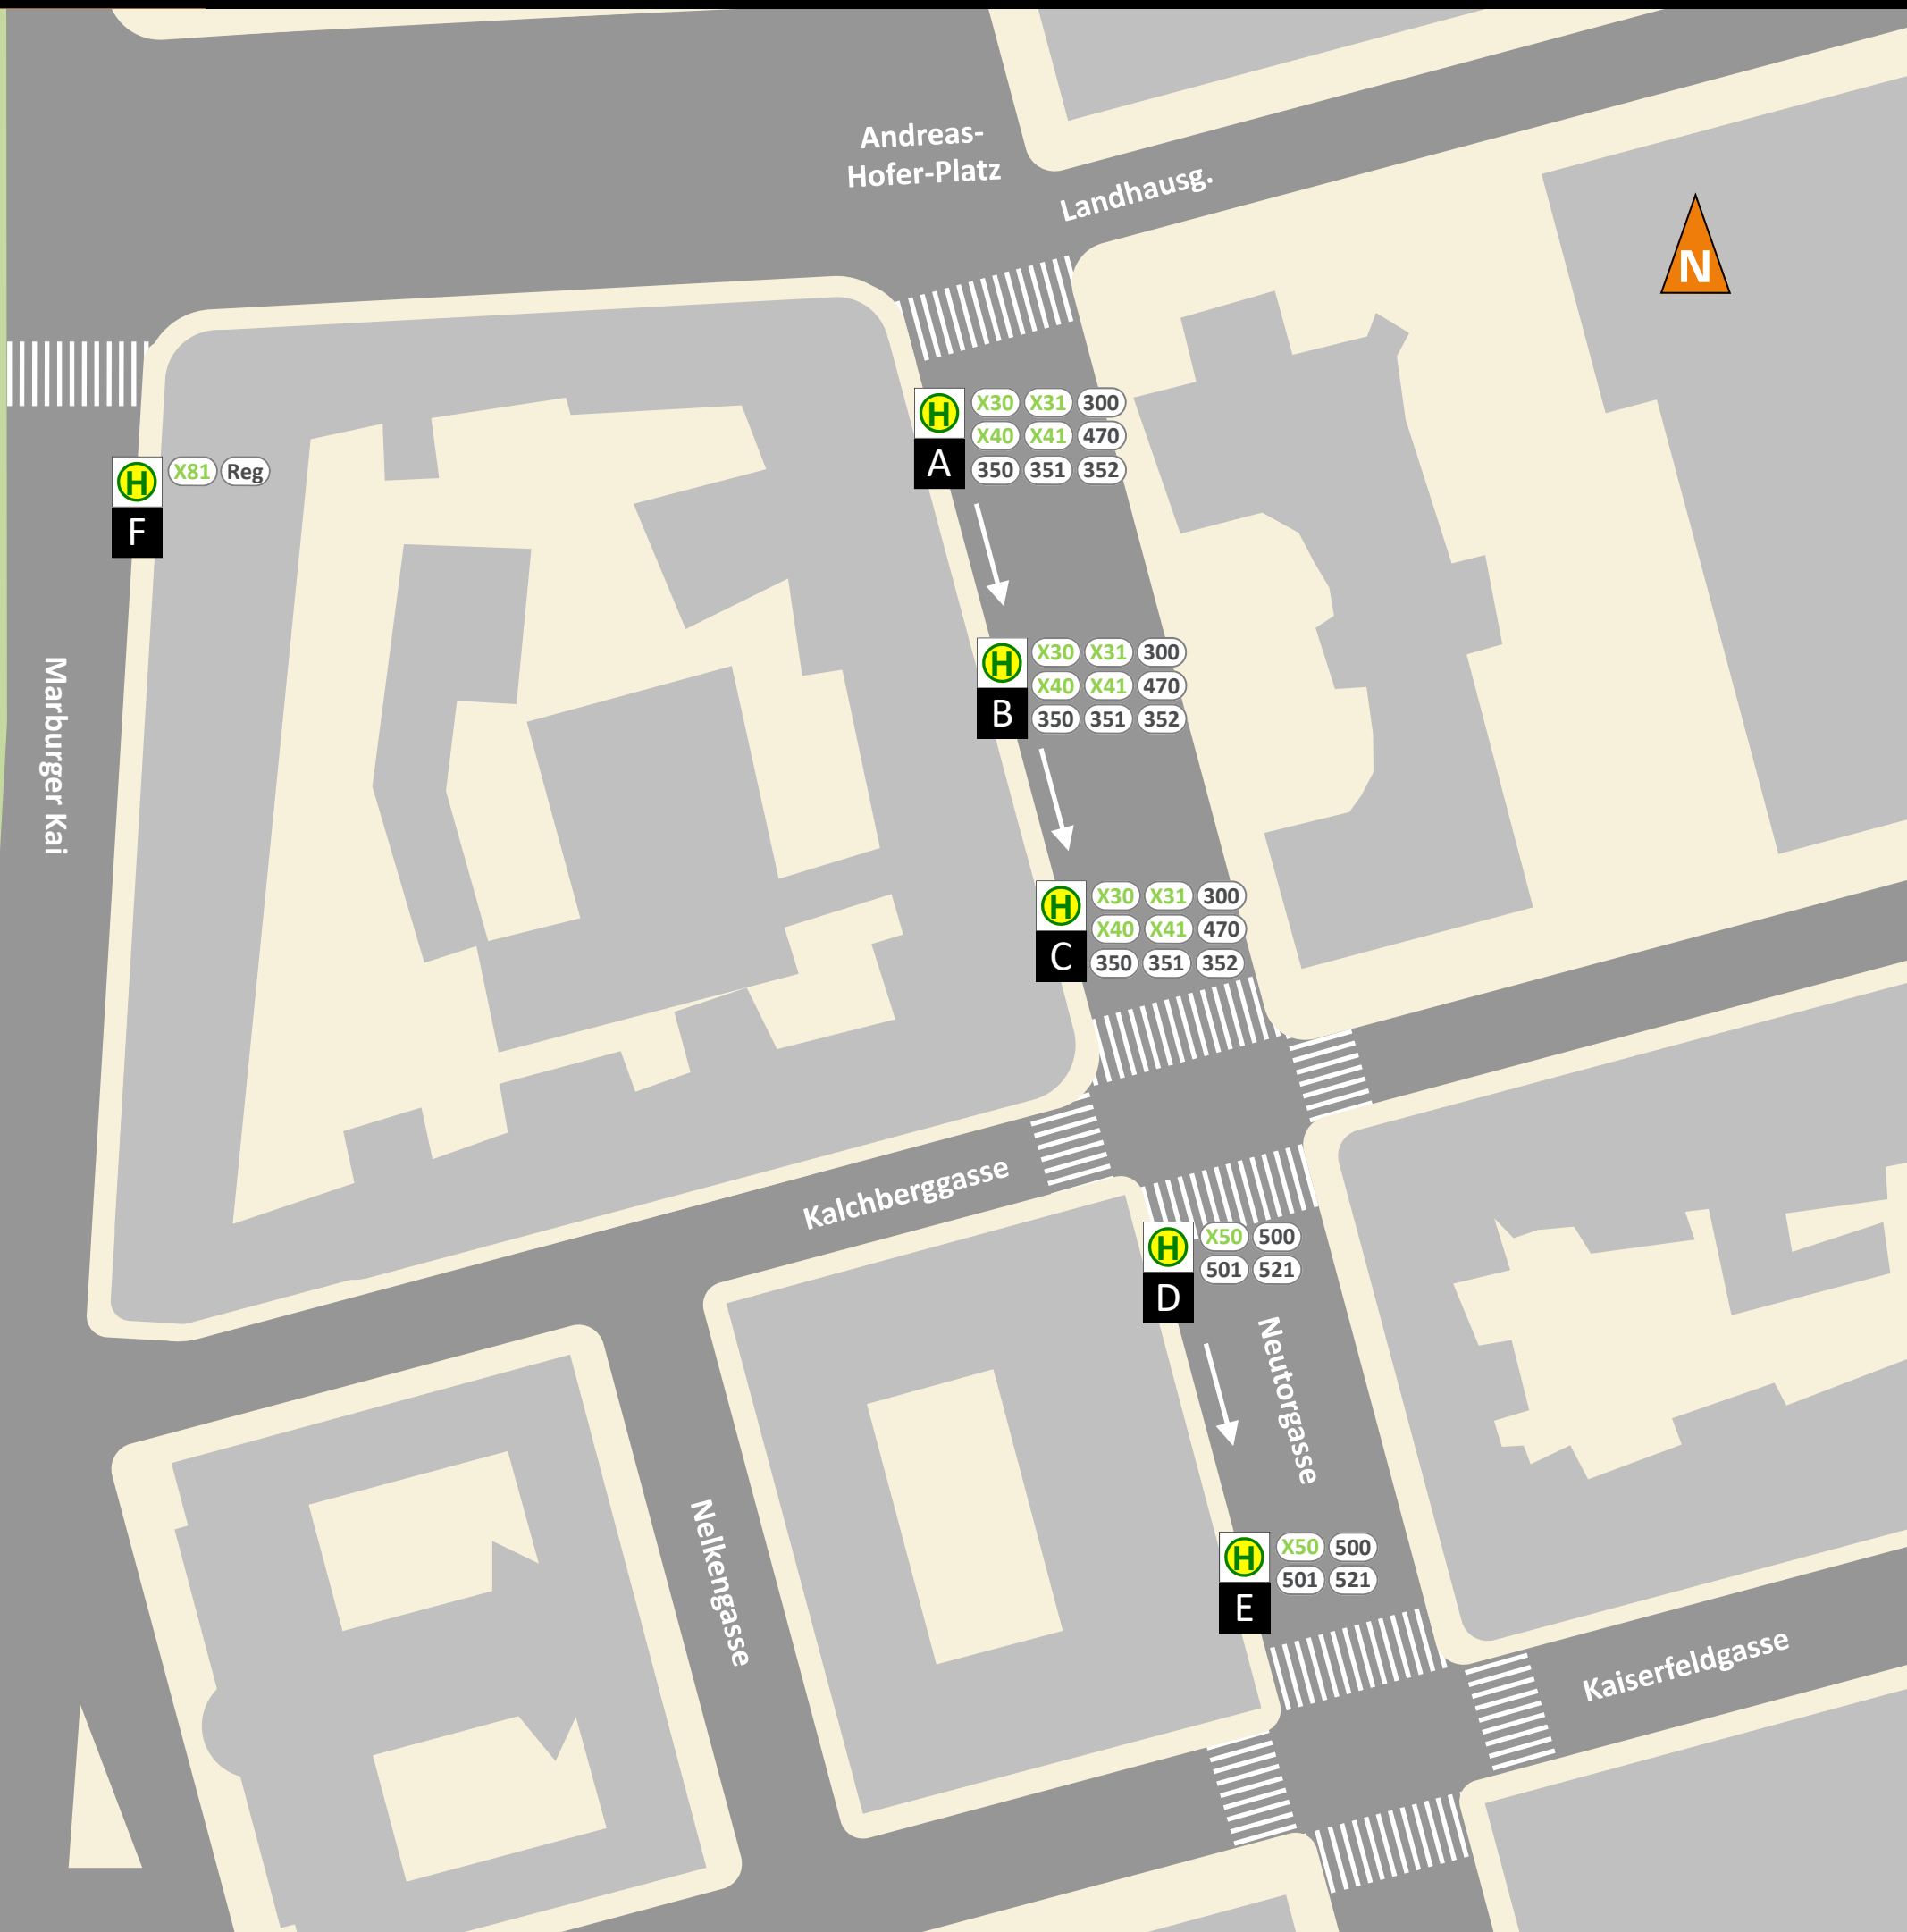 Andreas-
Hofer-Platz
Landhausg.
N
H
A
X30 X31 300
X40 X41 470
350 351 352
H
F
X81 Reg
H
B
X30 X31 300
X40 X41 470
350 351 352
Marburger Kai
H
C
X30 X31 300
X40 X41 470
350 351 352
Kalchberggasse
H
D
X50 500
501 521
Neutorgasse
Nelkengasse
H
E
X50 500
501 521
Kaiserfeldgasse